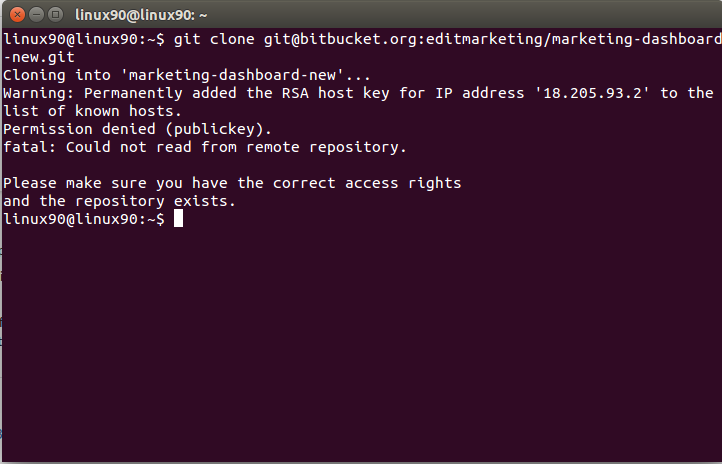 linux90@linux90: ~
linux90@linux90:~$ git clone git@bitbucket.org:editmarketing/marketing-dashboard
-new.git
Cloning into 'marketing-dashboard-new'...
Warning: Permanently added the RSA host key for IP address '18.205.93.2' to the
list of known hosts.
Permission denied (publickey).
fatal: Could not read from remote repository.
Please make sure you have the correct access rights
and the repository exists.
linux90@linux90:~$